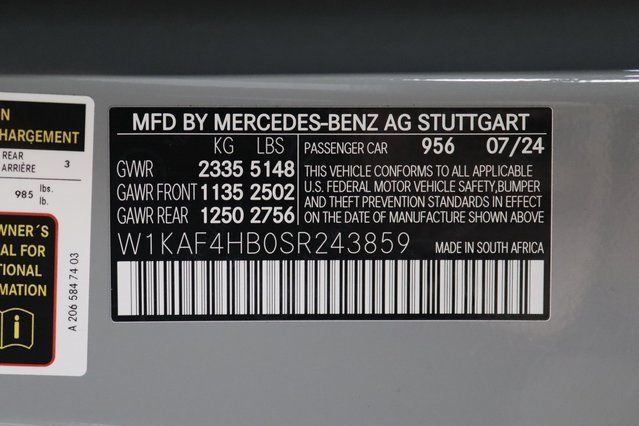 N
HARGEMENT
REAR
ARRIÈRE 3
985 lbs.
lb.
WNER'S
AL FOR
TIONAL
MATION
i
A 206 584 74 03
MFD BY MERCEDES-BENZ AG STUTTGART
KG LBS
GVWR 2335 5148
GAWR FRONT 1135 2502
GAWR REAR 1250 2756
PASSENGER CAR 956 07/24
THIS VEHICLE CONFORMS TO ALL APPLICABLE
U.S. FEDERAL MOTOR VEHICLE SAFETY,BUMPER
AND THEFT PREVENTION STANDARDS IN EFFECT
ON THE DATE OF MANUFACTURE SHOWN ABOVE
W1KAF4HB0SR243859 MADE IN SOUTH AFRICA